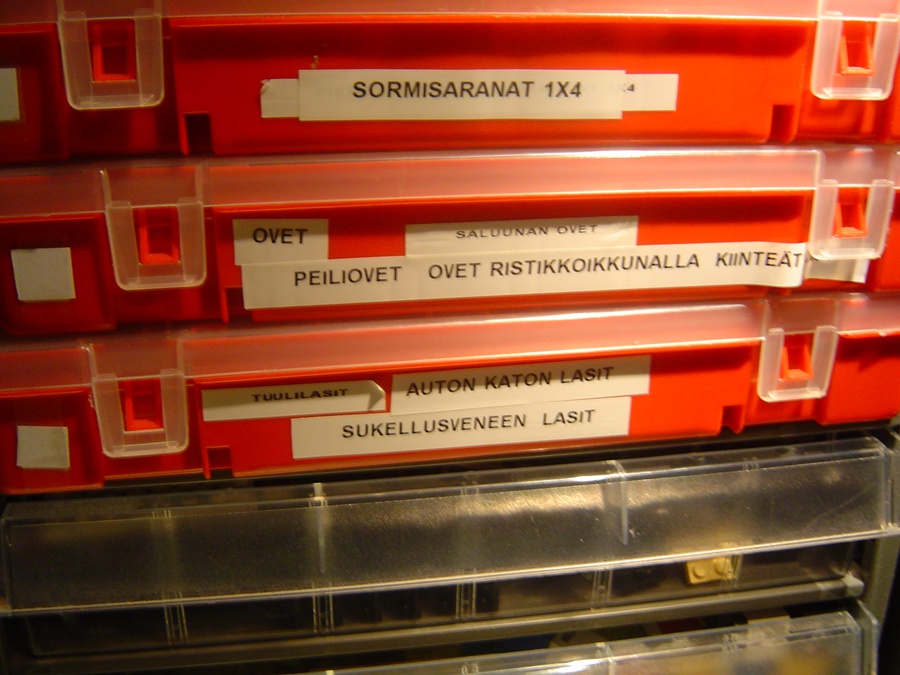 SORMISARANAT 1X4
OVET
SALUUNAN OVET
PEILIOVET OVET RISTIKKOIKKUNALLA KIINTEÄT
TUULILASIT
AUTON KATON LASIT
SUKELLUSVENEEN LASIT